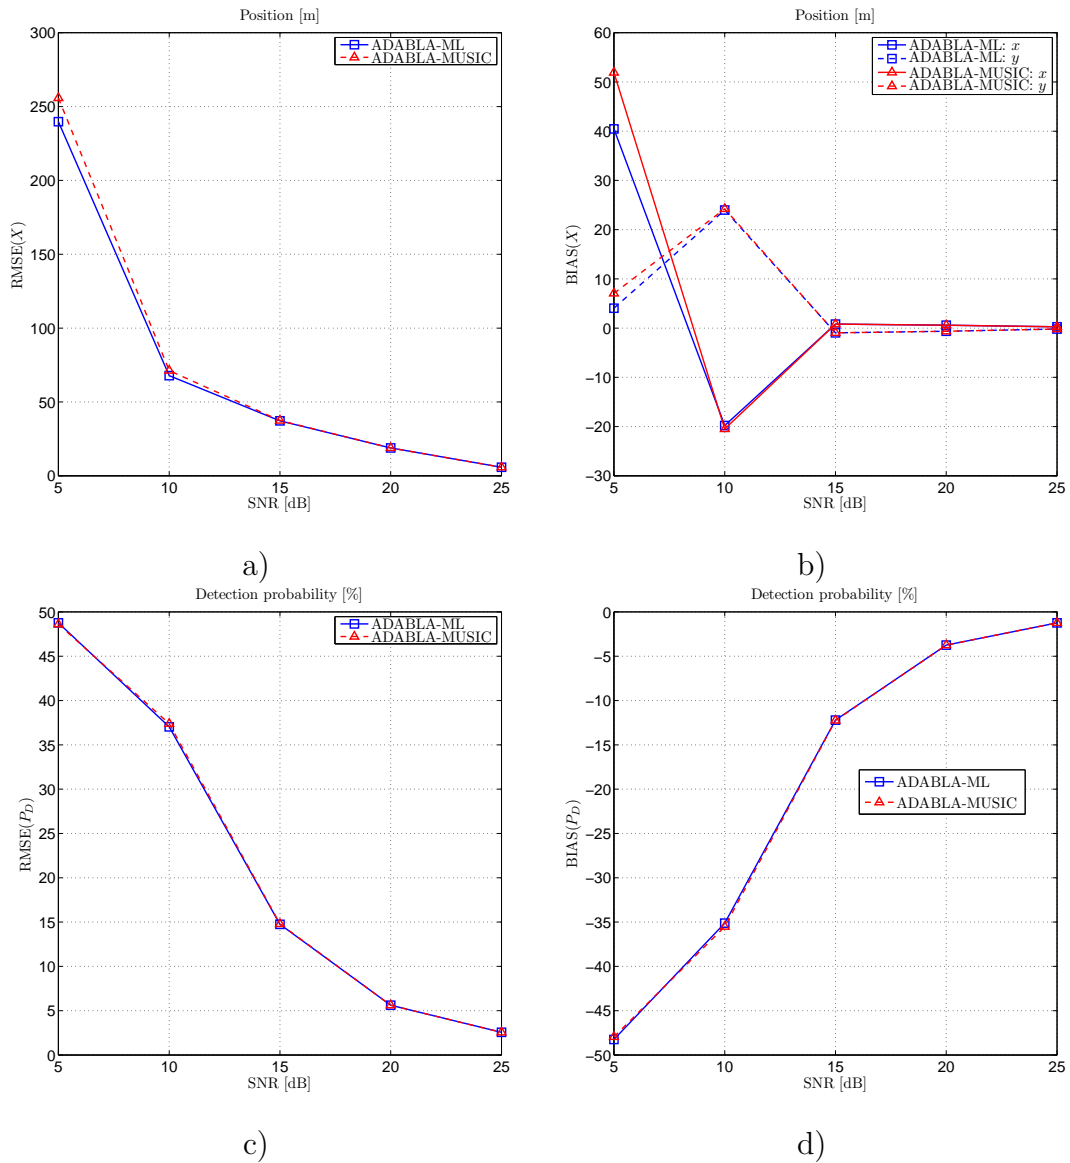 Position [m]
300
250
200
150
100
50
0
5
10
15
20
25
RMSE(X)
SNR [dB]
ADABLA-ML
ADABLA-MUSIC
a)
Position [m]
60
50
40
30
20
10
0
−10
−20
−30
5
10
15
20
25
BIAS(X)
SNR [dB]
ADABLA-ML: x
ADABLA-ML: y
ADABLA-MUSIC: x
ADABLA-MUSIC: y
b)
Detection probability [%]
50
45
40
35
30
25
20
15
10
5
0
5
10
15
20
25
RMSE(P_D)
SNR [dB]
ADABLA-ML
ADABLA-MUSIC
c)
Detection probability [%]
0
−5
−10
−15
−20
−25
−30
−35
−40
−45
−50
5
10
15
20
25
BIAS(P_D)
SNR [dB]
ADABLA-ML
ADABLA-MUSIC
d)